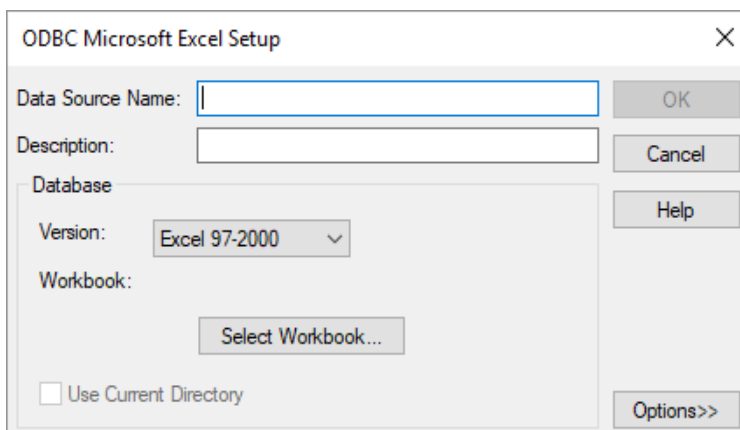 ODBC Microsoft Excel Setup
Data Source Name:
OK
Description:
Cancel
Database
Help
Version:
Excel 97-2000
Workbook:
Select Workbook...
Use Current Directory
Options>>